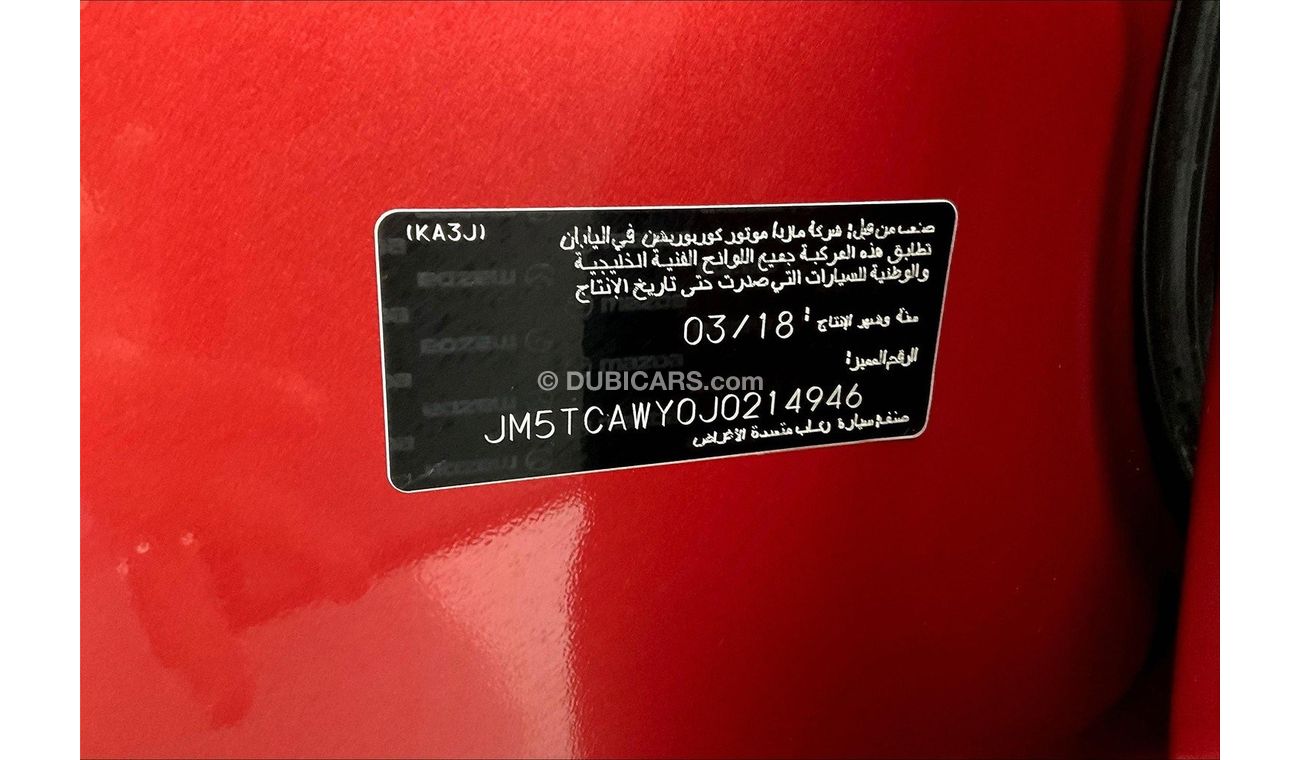 (KA3J)
صنعت من قبل: شركة مازدا موتور كوربوريشن في اليابان
تطابق هذه المركبة جميع اللوائح الفنية الخليجية
والوطنية للسيارات التي صدرت حتى تاريخ الإنتاج
سنة وشهر الإنتاج: 03/18
الرقم المميز:
© DUBICARS.com
JM5TCAWY0J0214946
صنف: سيارة ركاب متعددة الأغراض